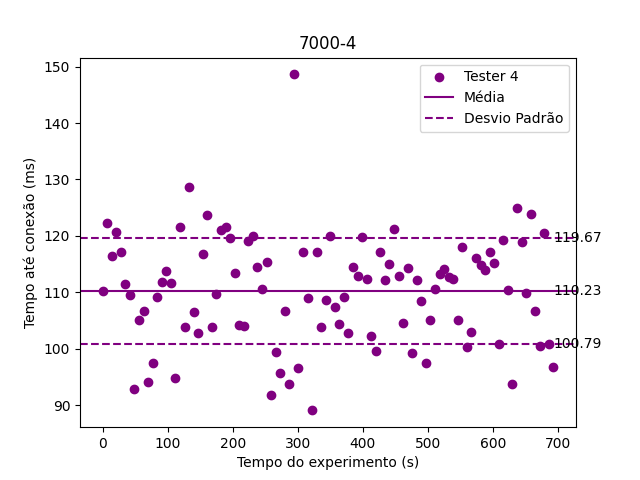 7000-4
Tester 4
Média
Desvio Padrão
150
140
130
120
110
100
90
119.67
110.23
100.79
0 100 200 300 400 500 600 700
Tempo até conexão (ms)
Tempo do experimento (s)